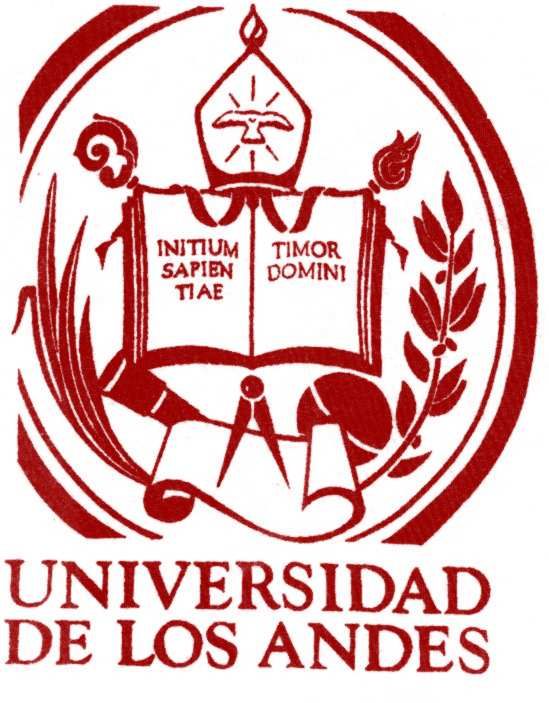 INITIUM
SAPIEN
TIAE
TIMOR
DOMINI
UNIVERSIDAD
DE LOS ANDES